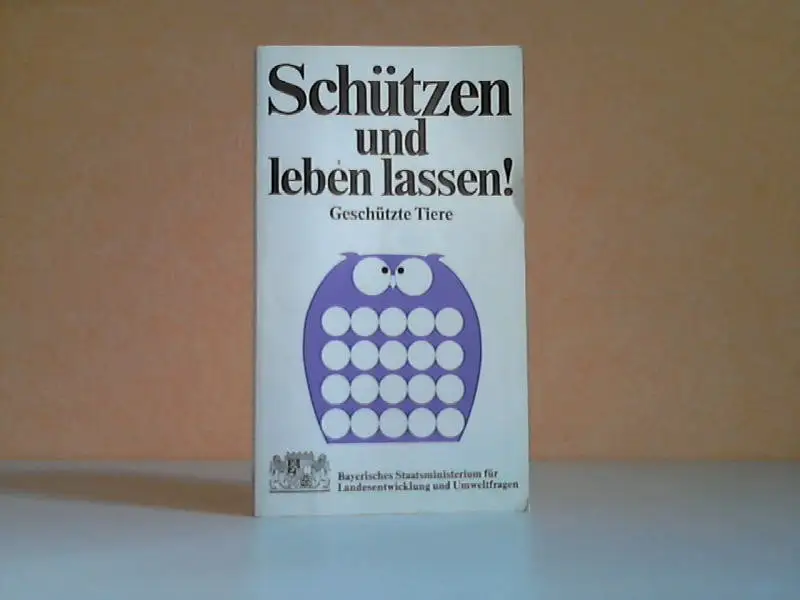 Schützen
und
leben lassen!
Geschützte Tiere
Bayerisches Staatsministerium für
Landesentwicklung und Umweltfragen